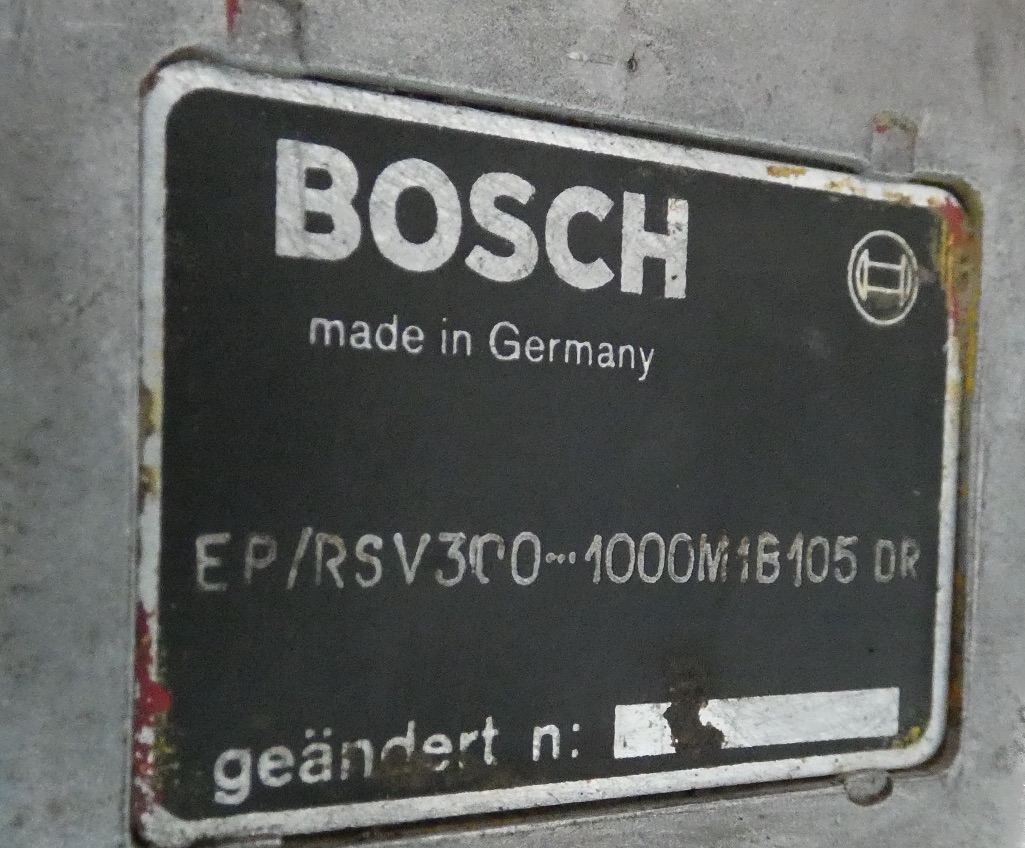 BOSCH
made in Germany
EP/RSV300…1000M1B105 DR
geändert n: